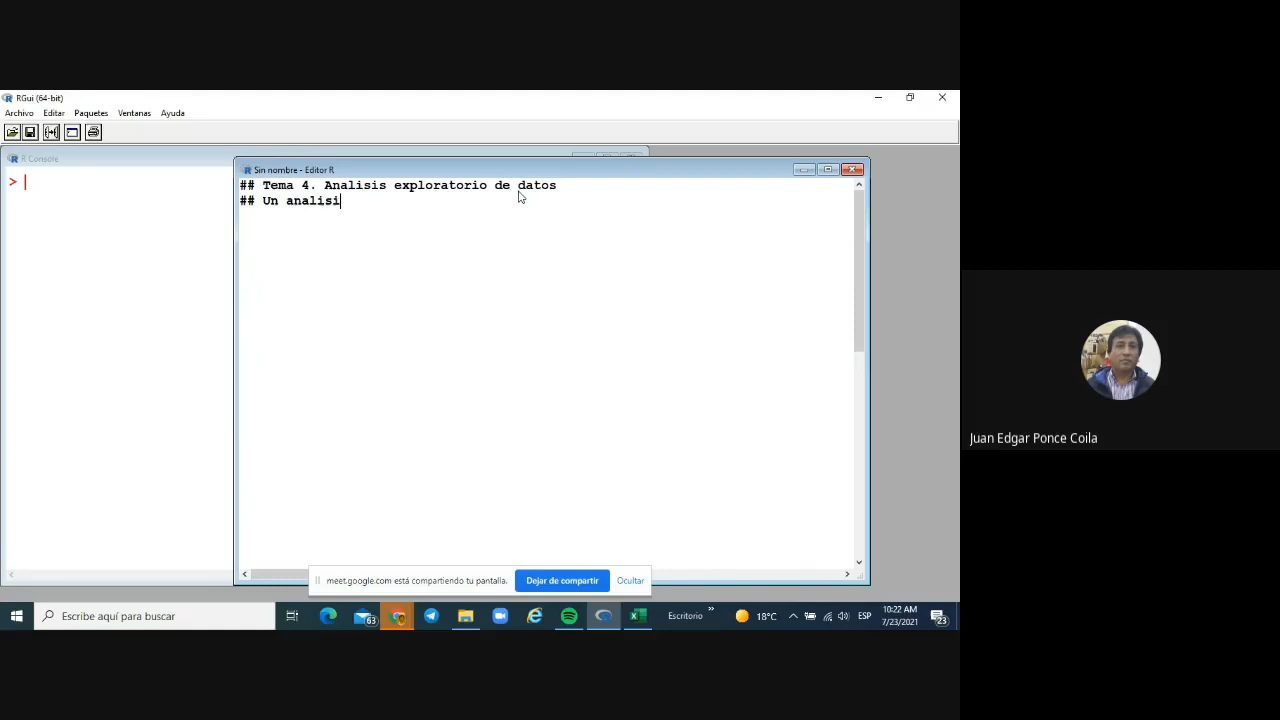 RGui (64-bit)
Archivo Editar Paquetes Ventanas Ayuda
R Console
>
Sin nombre - Editor R
## Tema 4. Analisis exploratorio de datos
## Un analisi
Juan Edgar Ponce Coila
meet.google.com está compartiendo tu pantalla. Dejar de compartir Ocultar
Escribe aquí para buscar
63
Escritorio
18°C
ESP
10:22 AM
7/23/2021
23